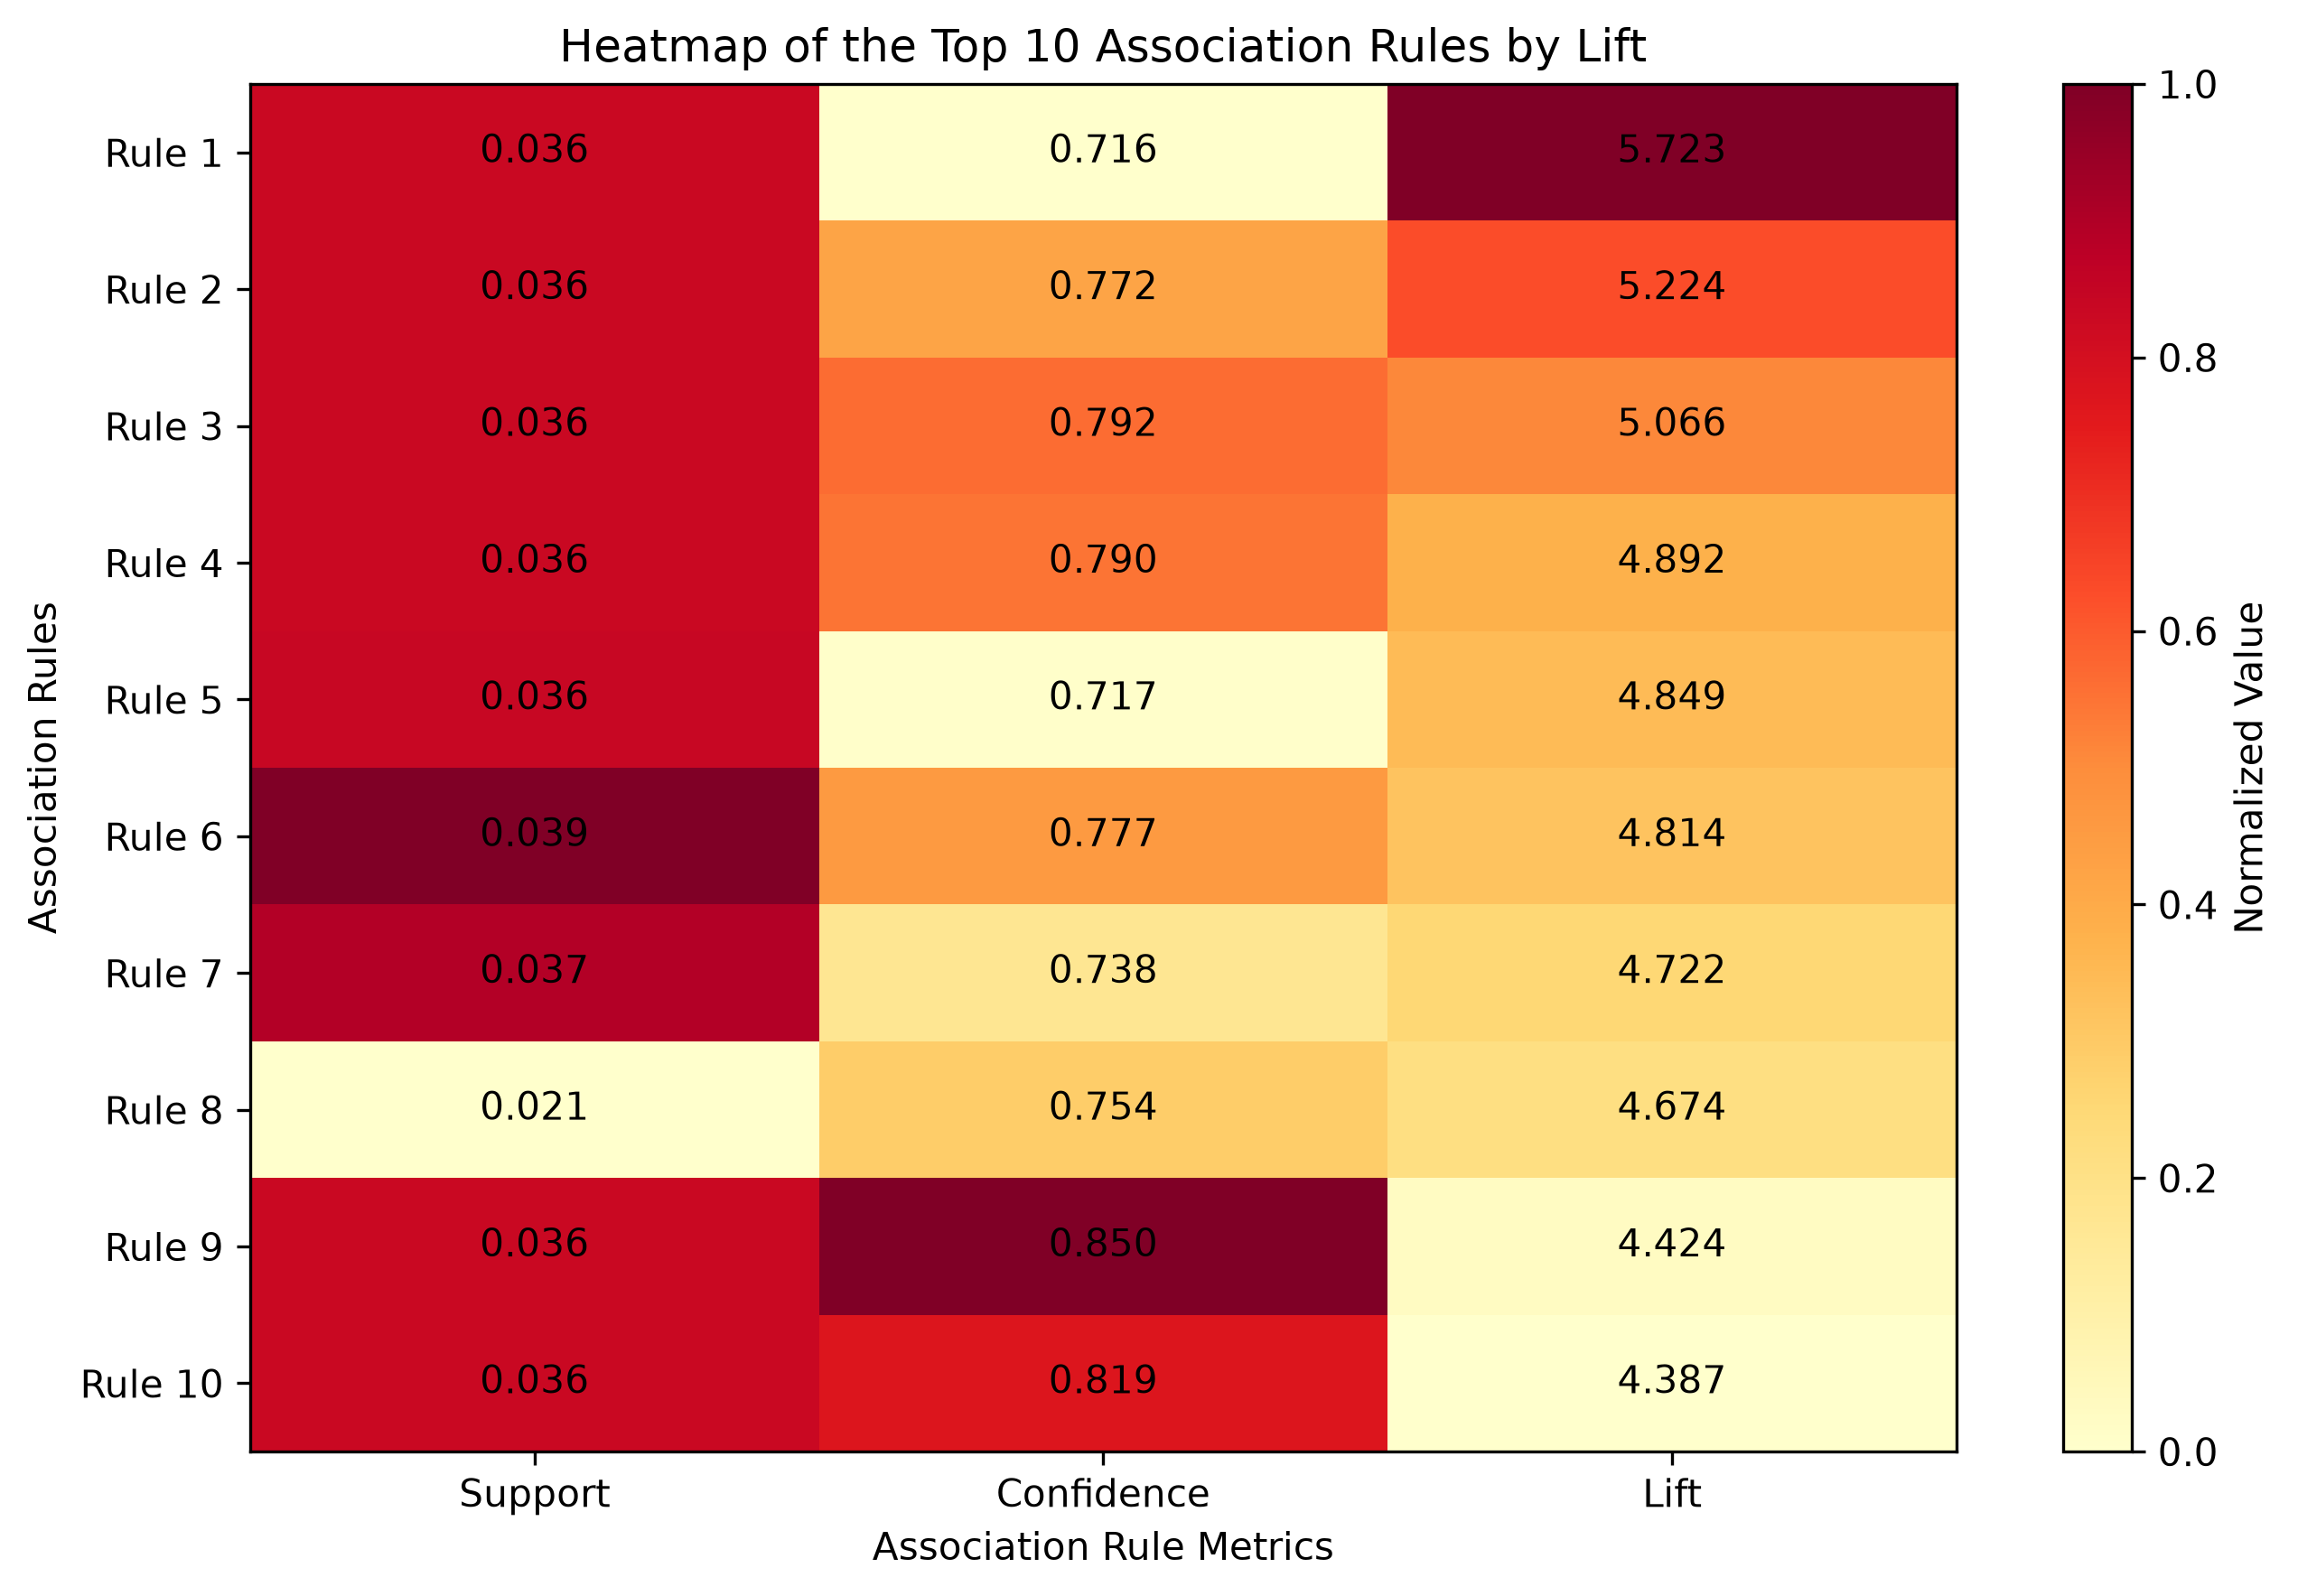 Heatmap of the Top 10 Association Rules by Lift
Rule 1 0.036 0.716 5.723
Rule 2 0.036 0.772 5.224
Rule 3 0.036 0.792 5.066
Rule 4 0.036 0.790 4.892
Rule 5 0.036 0.717 4.849
Rule 6 0.039 0.777 4.814
Rule 7 0.037 0.738 4.722
Rule 8 0.021 0.754 4.674
Rule 9 0.036 0.850 4.424
Rule 10 0.036 0.819 4.387
Support Confidence Lift
Association Rule Metrics
Association Rules
1.0
0.8
0.6
0.4
0.2
0.0
Normalized Value